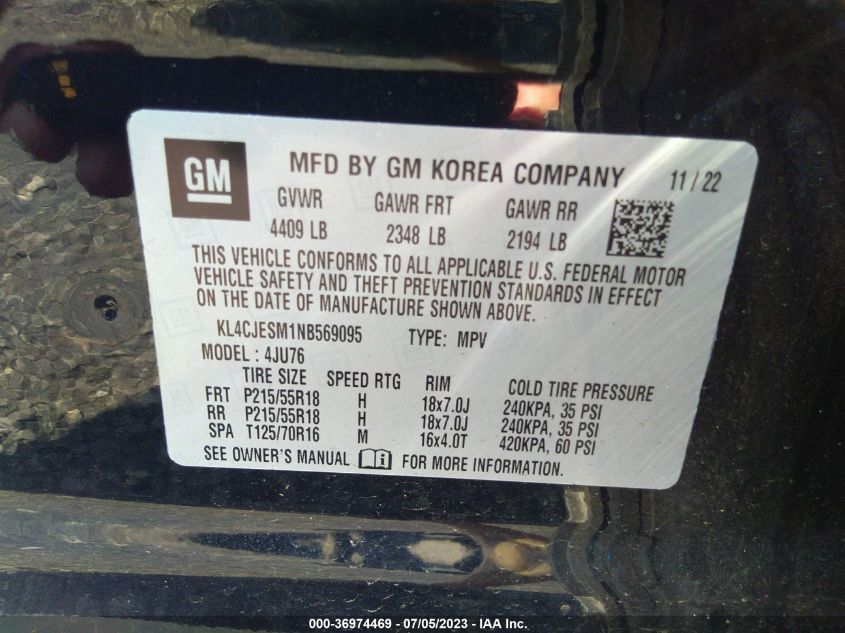 GM
MFD BY GM KOREA COMPANY 11 / 22
GVWR GAWR FRT GAWR RR
4409 LB 2348 LB 2194 LB
THIS VEHICLE CONFORMS TO ALL APPLICABLE U.S. FEDERAL MOTOR
VEHICLE SAFETY AND THEFT PREVENTION STANDARDS IN EFFECT
ON THE DATE OF MANUFACTURE SHOWN ABOVE.
KL4CJESM1NB569095 TYPE: MPV
MODEL : 4JU76
TIRE SIZE SPEED RTG RIM COLD TIRE PRESSURE
FRT P215/55R18 H 18x7.0J 240KPA, 35 PSI
RR P215/55R18 H 18x7.0J 240KPA, 35 PSI
SPA T125/70R16 M 16x4.0T 420KPA, 60 PSI
SEE OWNER'S MANUAL i FOR MORE INFORMATION.
000-36974469 - 07/05/2023 - IAA Inc.